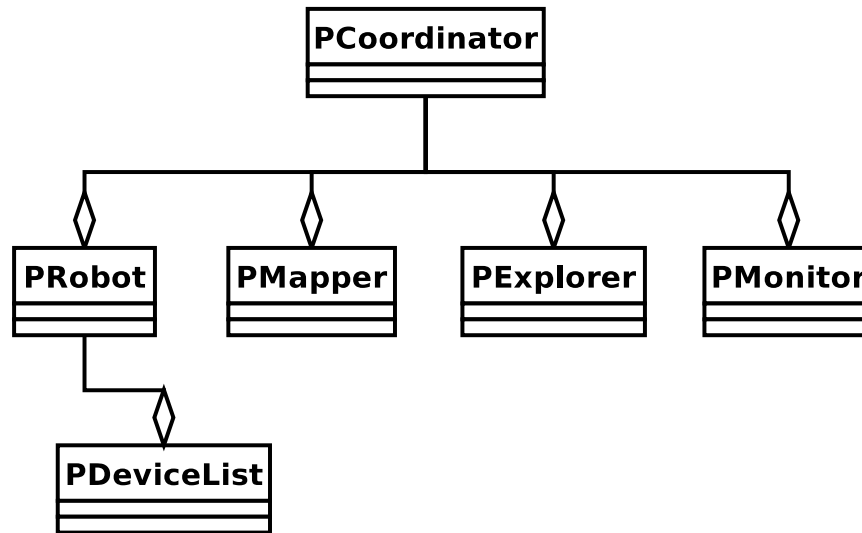 PCoordinator
PRobot
PMapper
PExplorer
PMonitor
PDeviceList